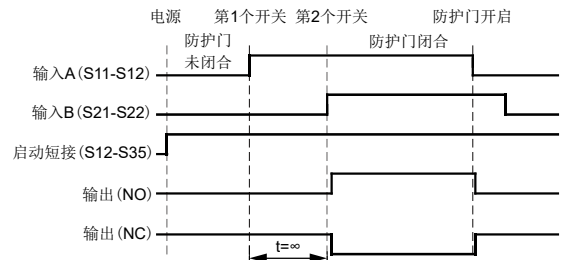 电源 第1个开关 第2个开关 防护门开启
防护门未闭合 防护门闭合
输入A(S11-S12)
输入B(S21-S22)
启动短接(S12-S35)
输出(NO)
输出(NC)
t=∞